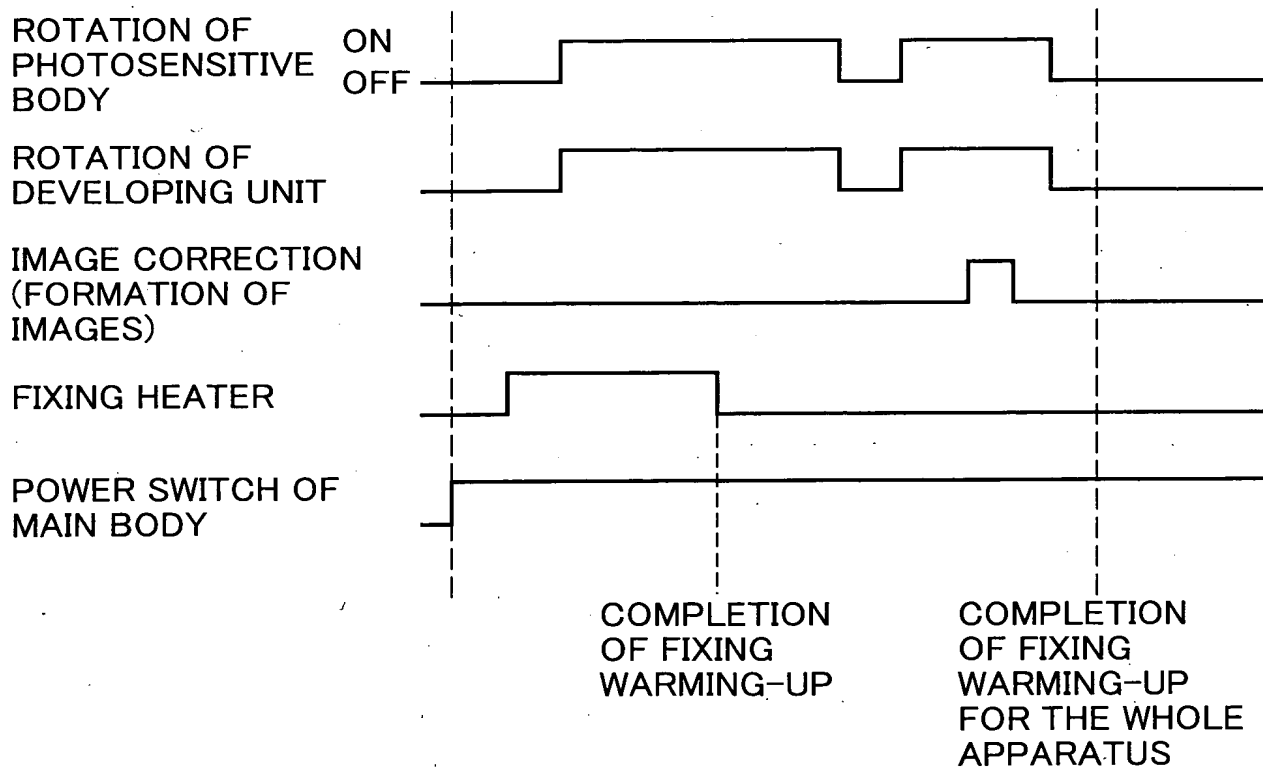 ROTATION OF
PHOTOSENSITIVE
BODY
ON
OFF
ROTATION OF
DEVELOPING UNIT
IMAGE CORRECTION
(FORMATION OF
IMAGES)
FIXING HEATER
POWER SWITCH OF
MAIN BODY
COMPLETION
OF FIXING
WARMING-UP
COMPLETION
OF FIXING
WARMING-UP
FOR THE WHOLE
APPARATUS